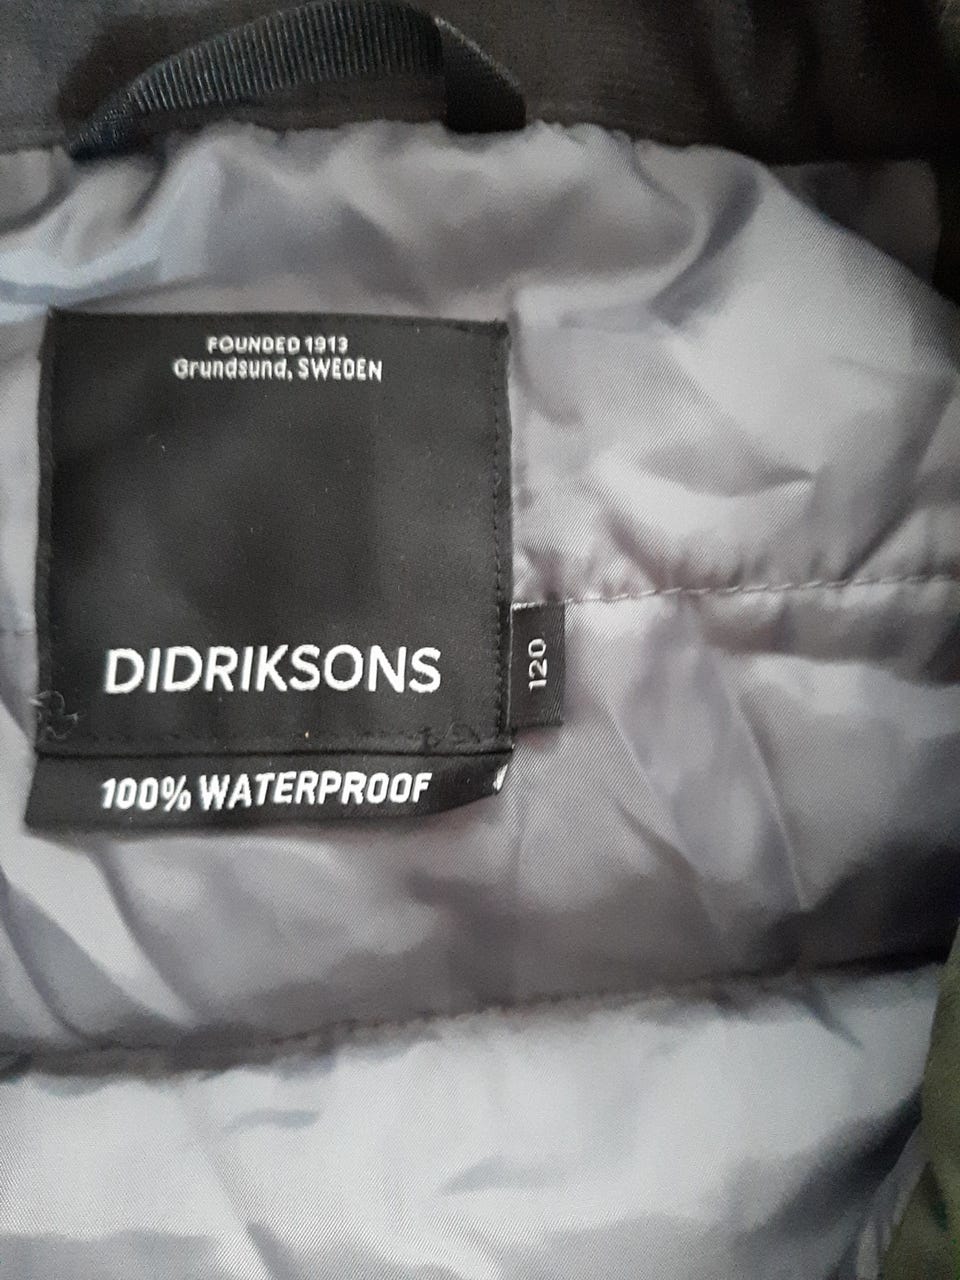 FOUNDED 1913
Grundsund, SWEDEN
DIDRIKSONS
120
100% WATERPROOF